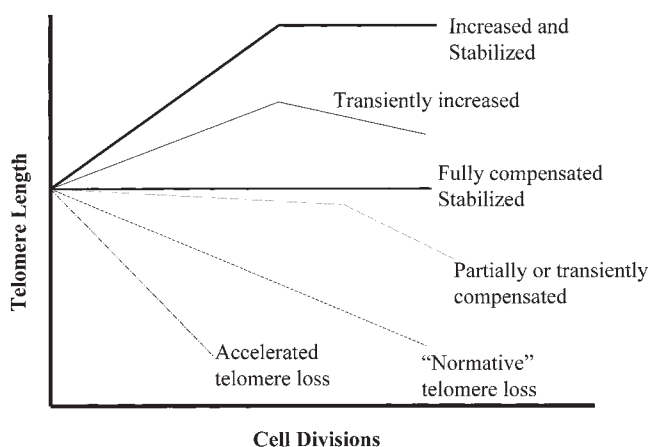 Increased and
Stabilized
Transiently increased
Fully compensated
Stabilized
Partially or transiently
compensated
Accelerated
telomere loss
“Normative”
telomere loss
Telomere Length
Cell Divisions